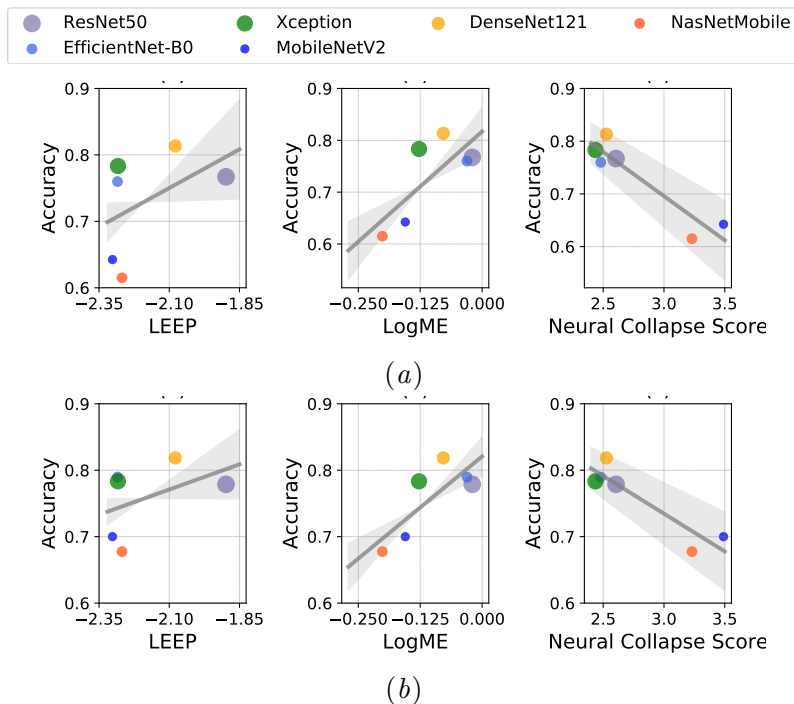 ResNet50 Xception DenseNet121 NasNetMobile
EfficientNet-B0 MobileNetV2
0.9 0.9 0.9
0.8 0.8 0.8
0.7 0.7 0.7
0.6 0.6 0.6
Accuracy Accuracy Accuracy
−2.35 −2.10 −1.85 −0.250 −0.125 0.000 2.5 3.0 3.5
LEEP LogME Neural Collapse Score
(a)
0.9 0.9 0.9
0.8 0.8 0.8
0.7 0.7 0.7
0.6 0.6 0.6
Accuracy Accuracy Accuracy
−2.35 −2.10 −1.85 −0.250 −0.125 0.000 2.5 3.0 3.5
LEEP LogME Neural Collapse Score
(b)